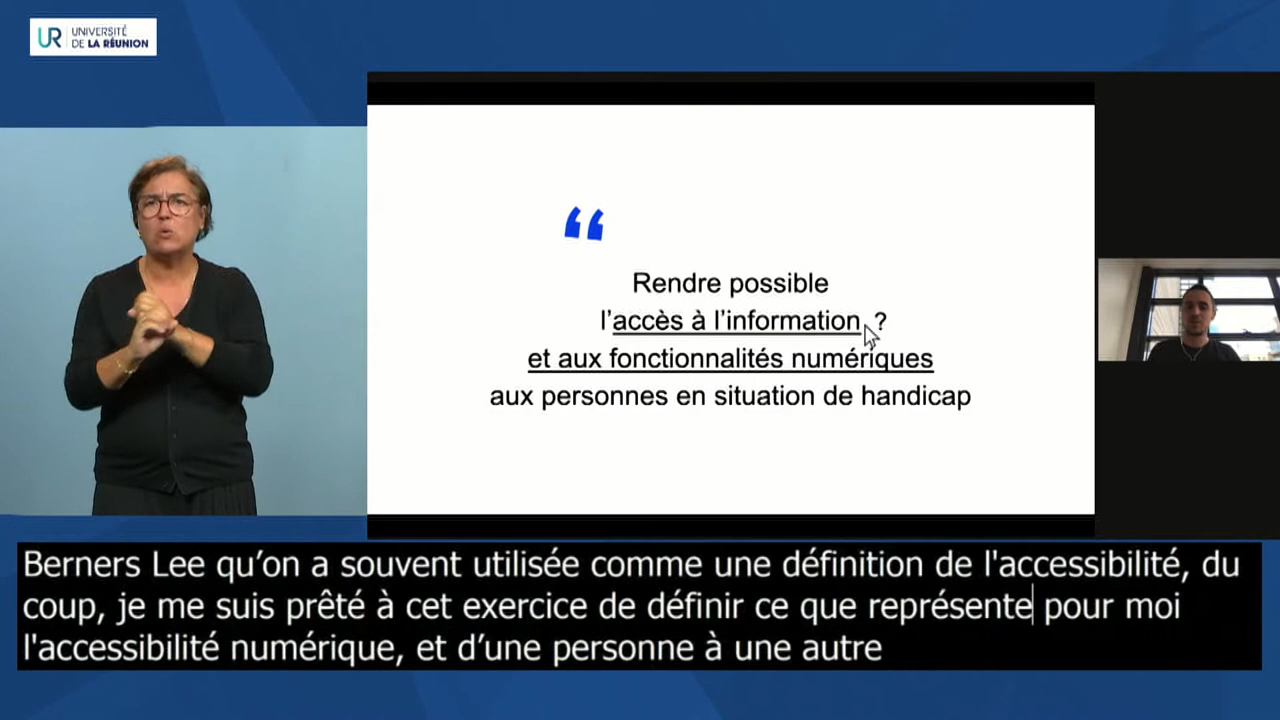 UR UNIVERSITÉ
DE LA RÉUNION
“
Rendre possible
l’accès à l’information ?
et aux fonctionnalités numériques
aux personnes en situation de handicap
Berners Lee qu’on a souvent utilisée comme une définition de l'accessibilité, du
coup, je me suis prêté à cet exercice de définir ce que représente pour moi
l'accessibilité numérique, et d’une personne à une autre